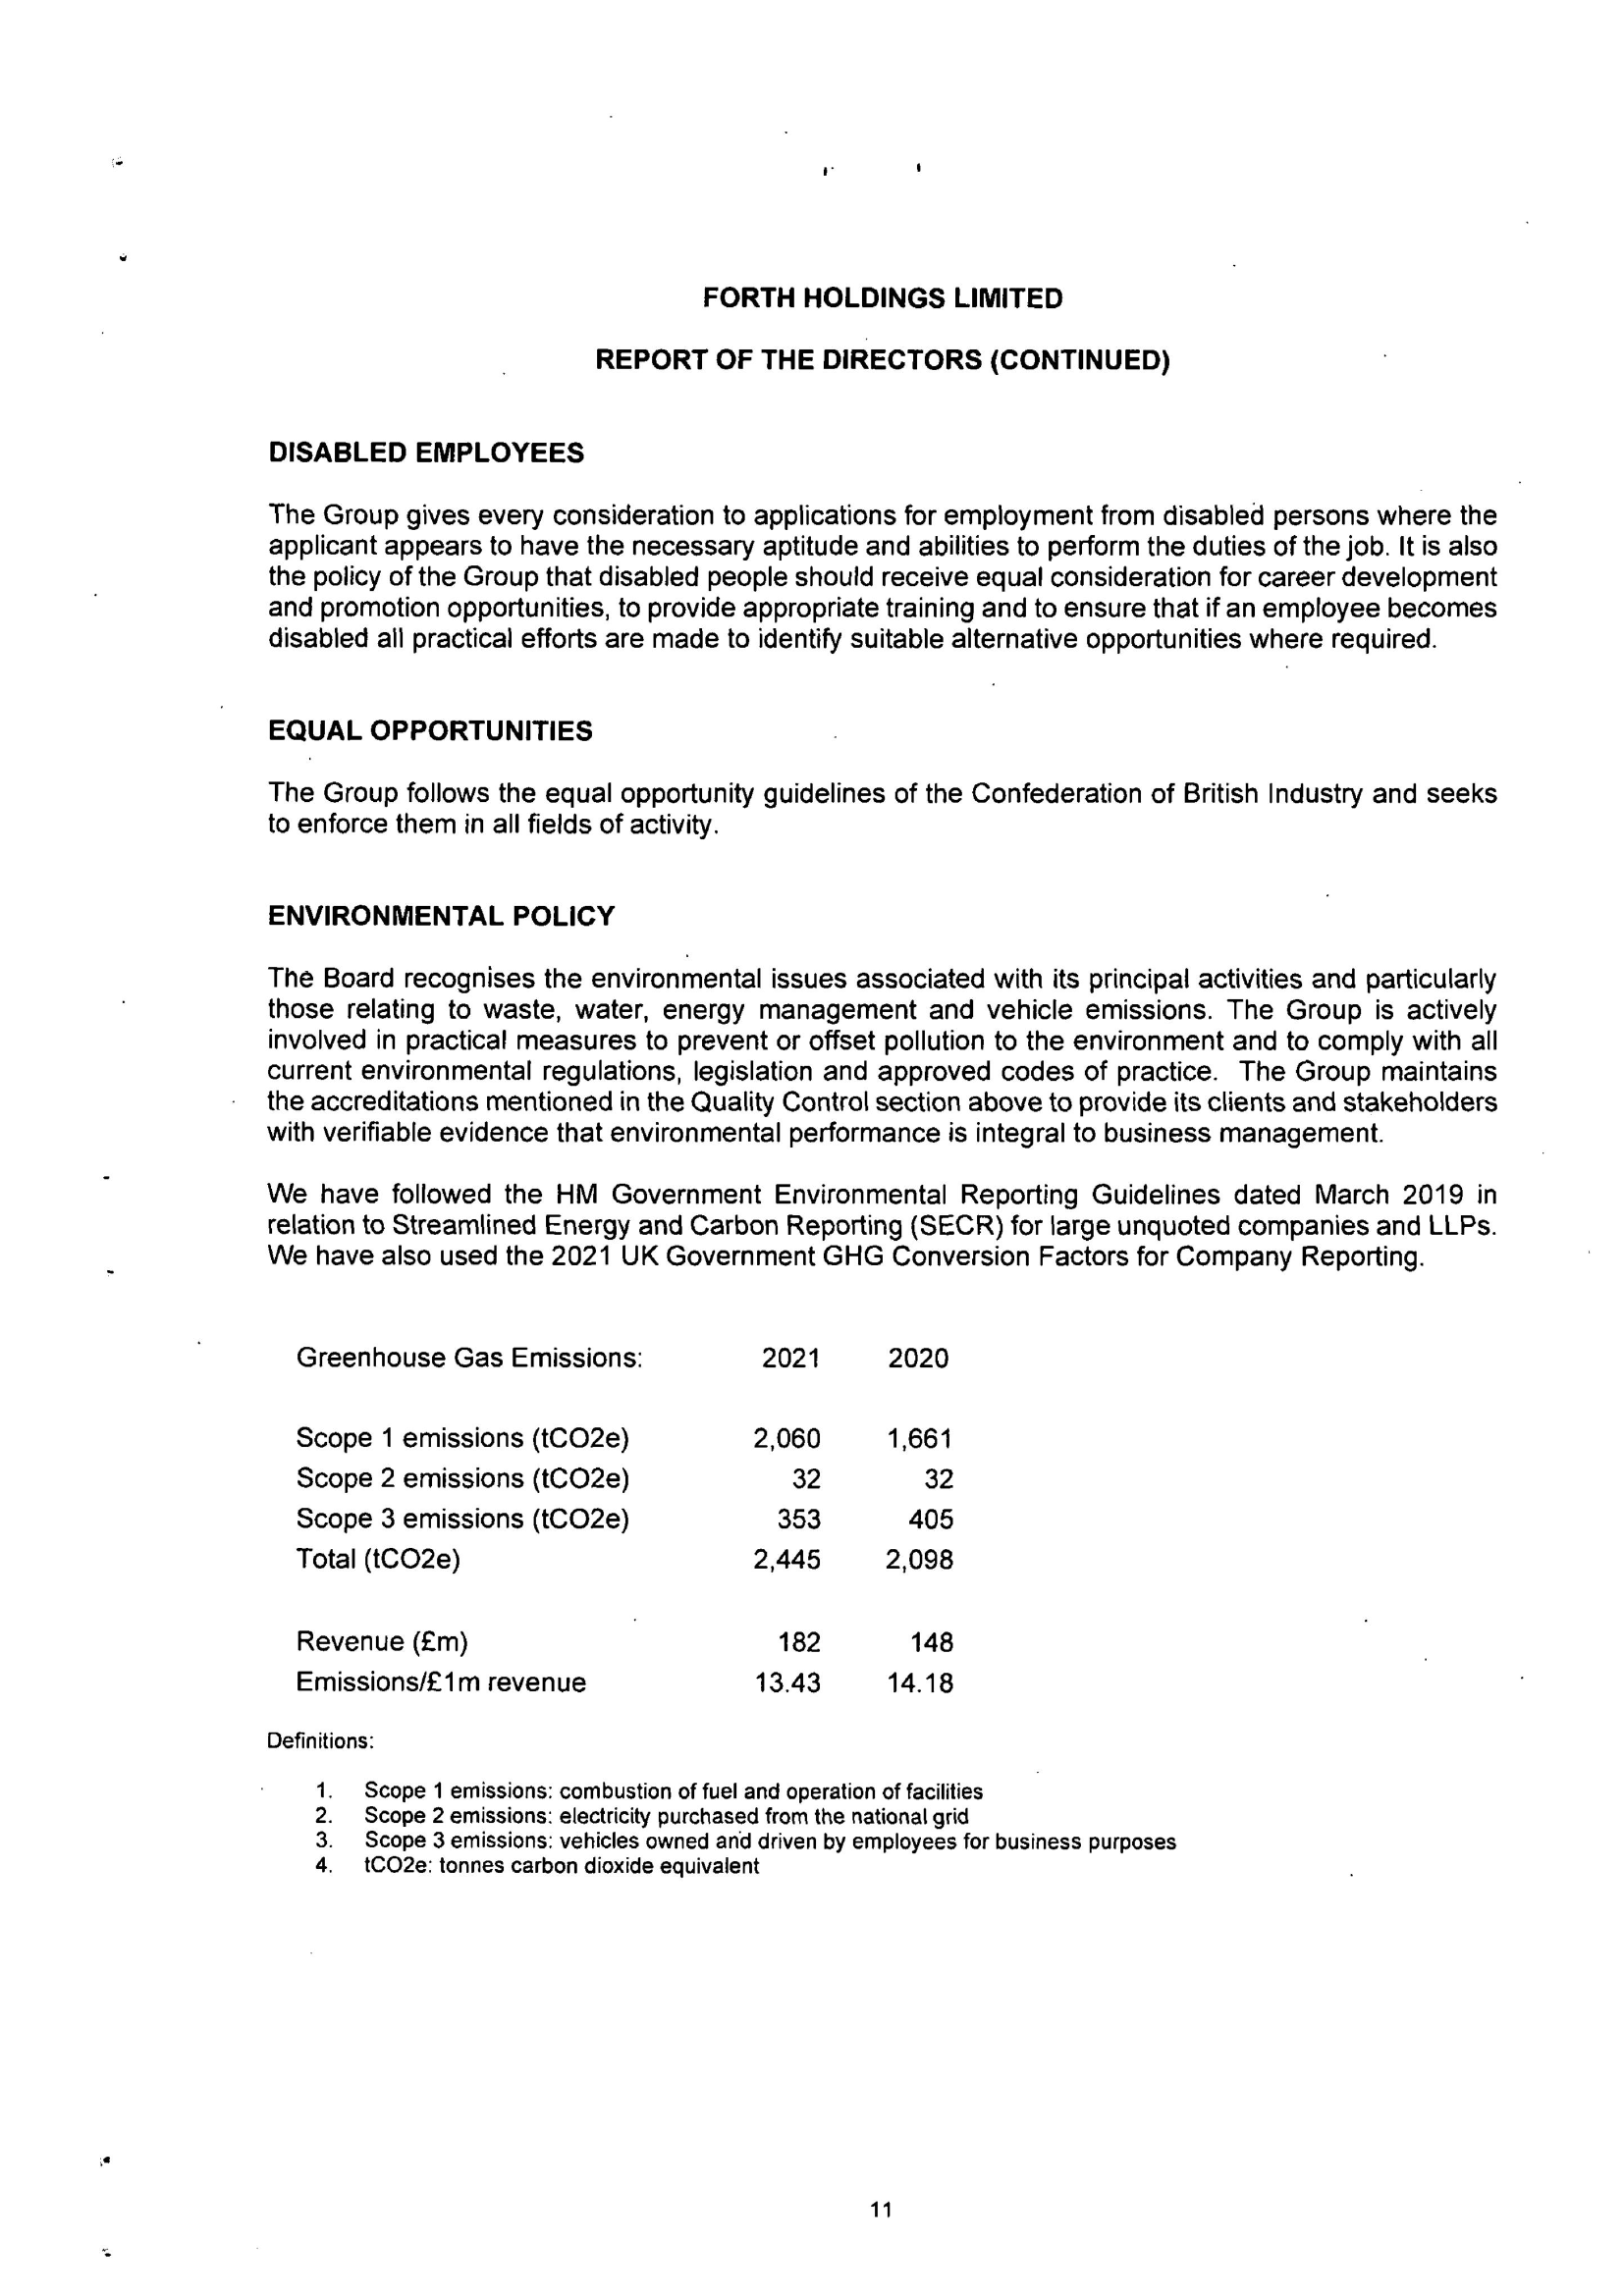 FORTH HOLDINGS LIMITED
REPORT OF THE DIRECTORS (CONTINUED)
DISABLED EMPLOYEES
The Group gives every consideration to applications for employment from disabled persons where the
applicant appears to have the necessary aptitude and abilities to perform the duties of the job. It is also
the policy of the Group that disabled people should receive equal consideration for career development
and promotion opportunities, to provide appropriate training and to ensure that if an employee becomes
disabled all practical efforts are made to identify suitable alternative opportunities where required.
EQUAL OPPORTUNITIES
The Group follows the equal opportunity guidelines of the Confederation of British Industry and seeks
to enforce them in all fields of activity.
ENVIRONMENTAL POLICY
The Board recognises the environmental issues associated with its principal activities and particularly
those relating to waste, water, energy management and vehicle emissions. The Group is actively
involved in practical measures to prevent or offset pollution to the environment and to comply with all
current environmental regulations, legislation and approved codes of practice. The Group maintains
the accreditations mentioned in the Quality Control section above to provide its clients and stakeholders
with verifiable evidence that environmental performance is integral to business management.
We have followed the HM Government Environmental Reporting Guidelines dated March 2019 in
relation to Streamlined Energy and Carbon Reporting (SECR) for large unquoted companies and LLPs.
We have also used the 2021 UK Government GHG Conversion Factors for Company Reporting.
Greenhouse Gas Emissions: 2021 2020
Scope 1 emissions (tCO2e) 2,060 1,661
Scope 2 emissions (tCO2e) 32 32
Scope 3 emissions (tCO2e) 353 405
Total (tCO2e) 2,445 2,098
Revenue (£m) 182 148
Emissions/£1m revenue 13.43 14.18
Definitions:
1. Scope 1 emissions: combustion of fuel and operation of facilities
2. Scope 2 emissions: electricity purchased from the national grid
3. Scope 3 emissions: vehicles owned and driven by employees for business purposes
4. tCO2e: tonnes carbon dioxide equivalent
11